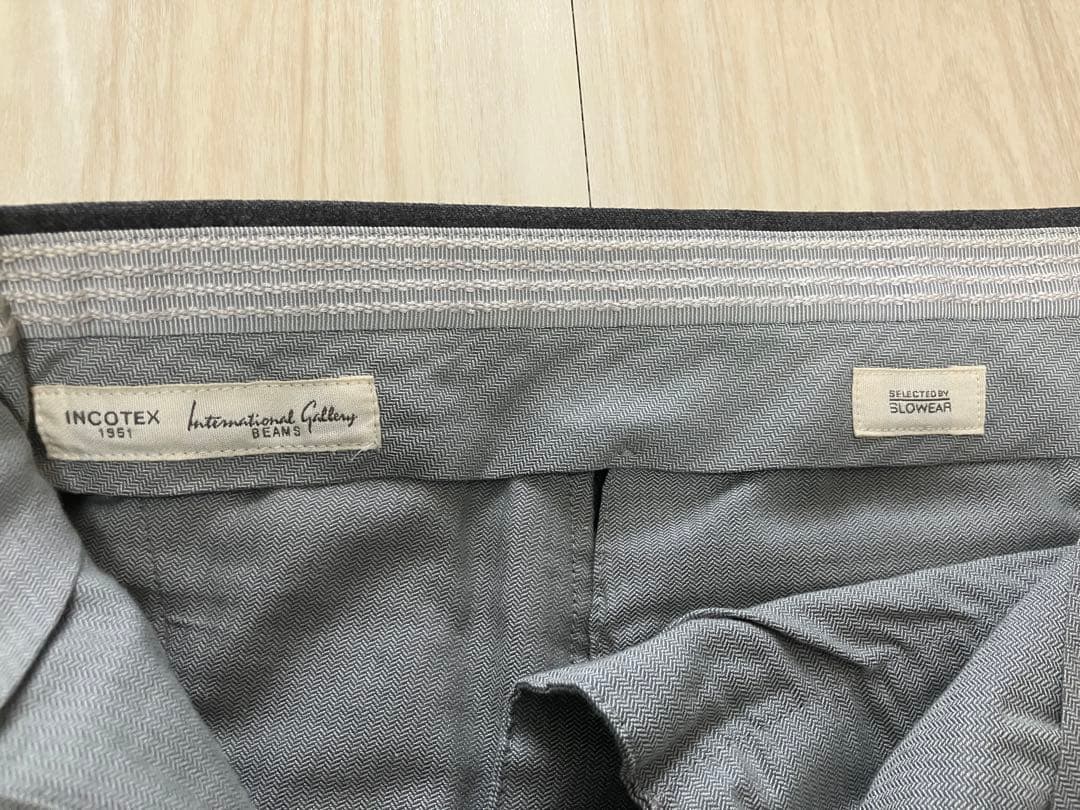 INCOTEX
1951
International Gallery
BEAMS
SELECTED BY
SLOWEAR